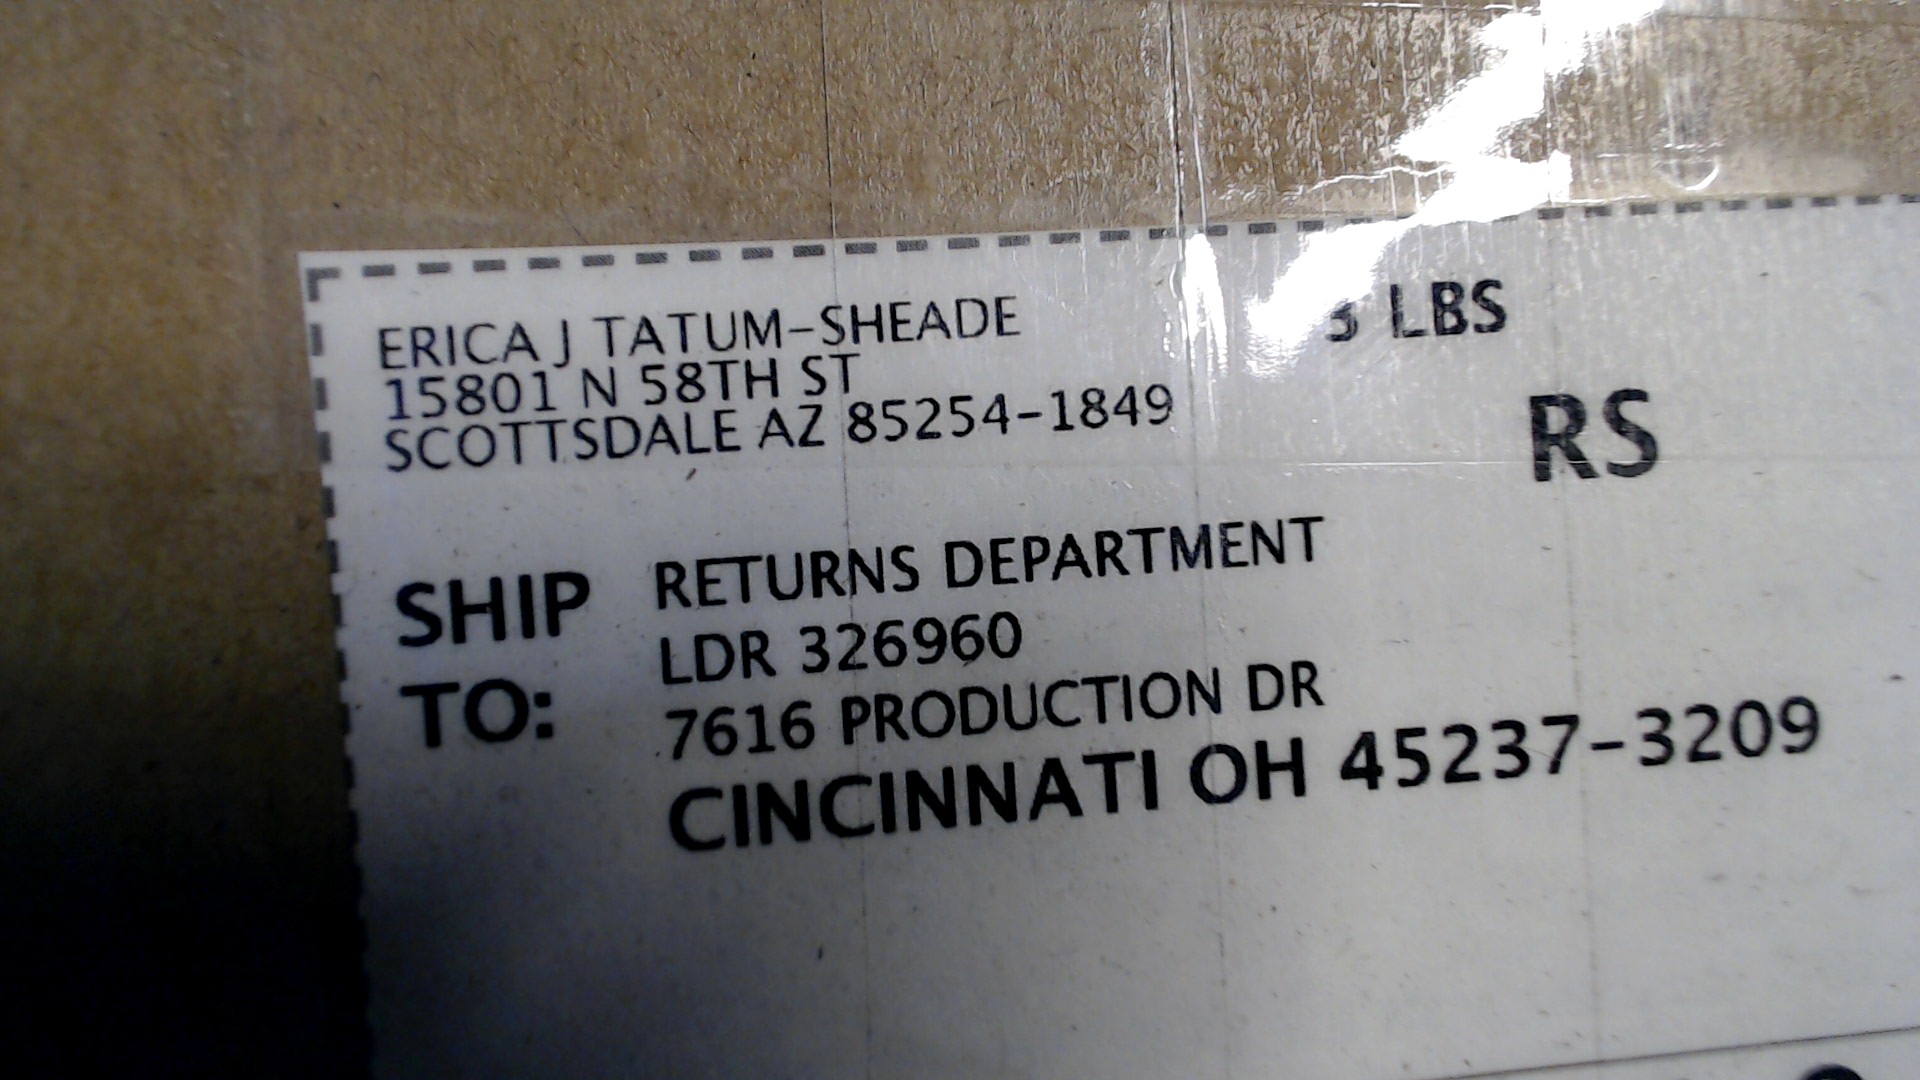 ERICA J TATUM-SHEADE
15801 N 58TH ST
SCOTTSDALE AZ 85254-1849
LBS
RS
SHIP TO:
RETURNS DEPARTMENT
LDR 326960
7616 PRODUCTION DR
CINCINNATI OH 45237-3209